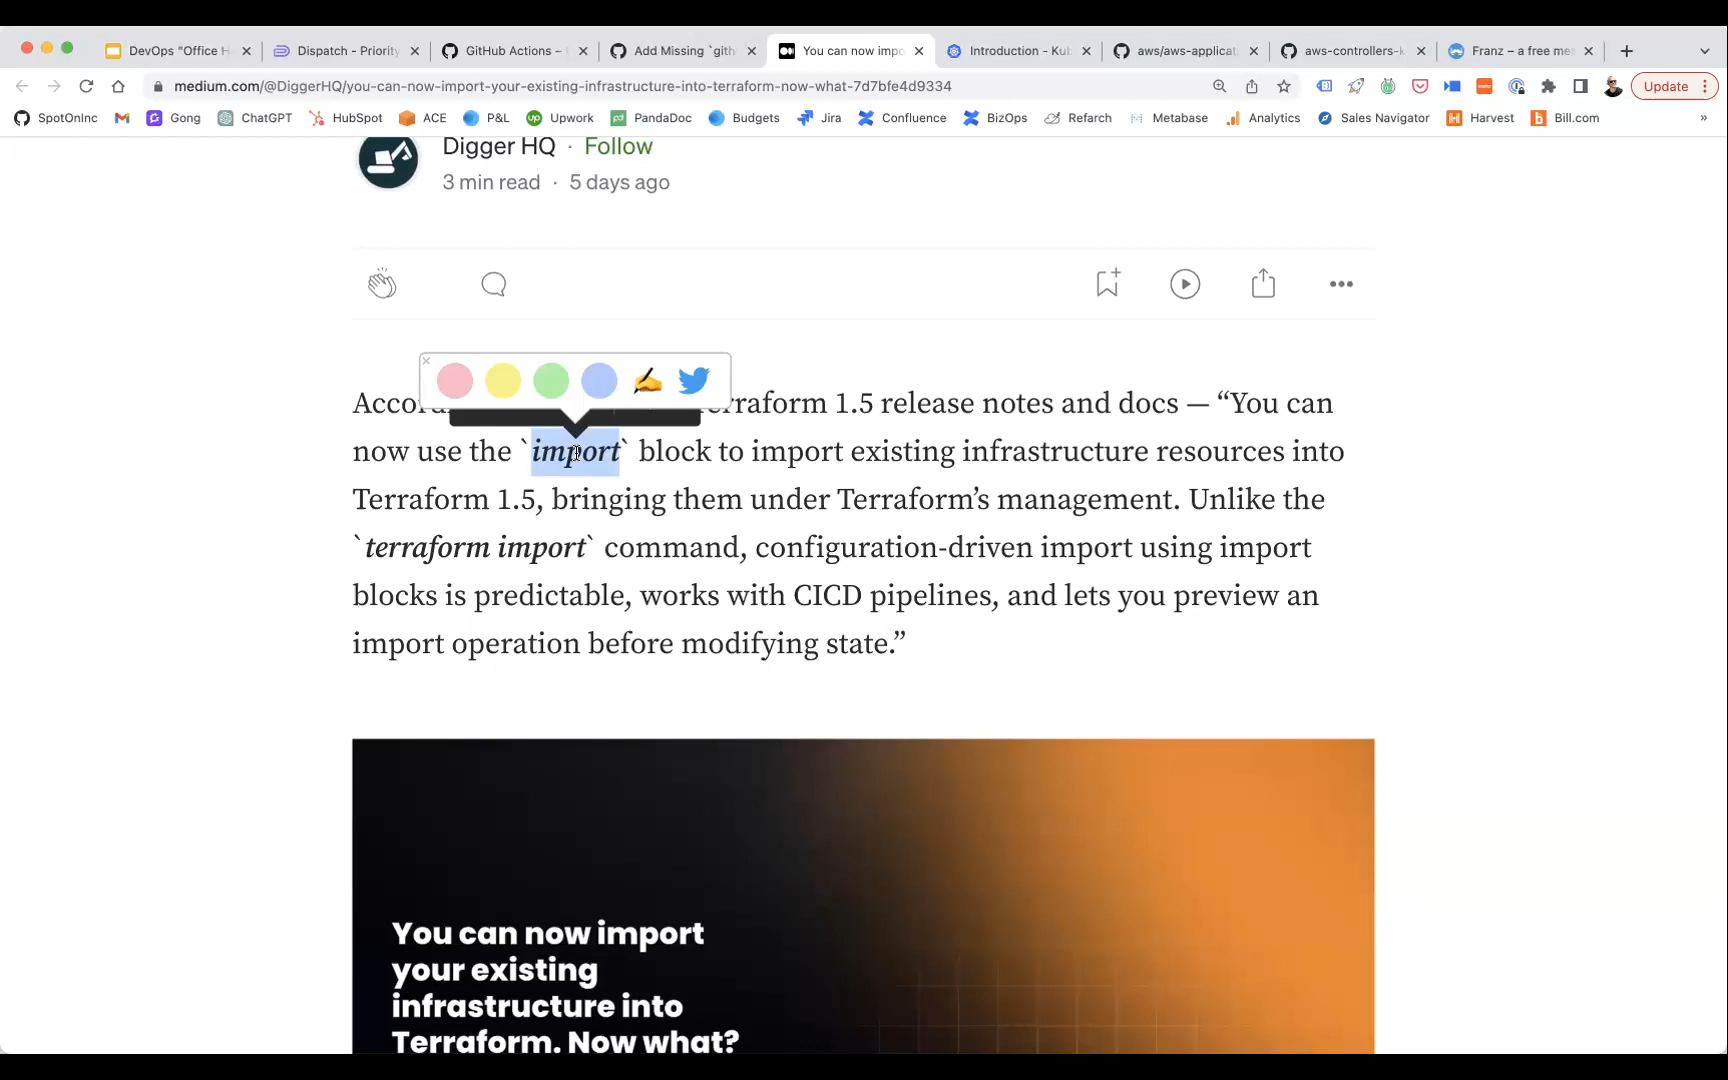 DevOps "Office H
Dispatch - Priority
GitHub Actions –
Add Missing `gith
You can now impo
Introduction - Kub
aws/aws-applicat
aws-controllers-k
Franz – a free me
medium.com/@DiggerHQ/you-can-now-import-your-existing-infrastructure-into-terraform-now-what-7d7bfe4d9334
Update
SpotOnInc
Gong
ChatGPT
HubSpot
ACE
P&L
Upwork
PandaDoc
Budgets
Jira
Confluence
BizOps
Refarch
Metabase
Analytics
Sales Navigator
Harvest
Bill.com
»
Digger HQ · Follow
3 min read · 5 days ago
Terraform 1.5 release notes and docs — “You can
now use the `import` block to import existing infrastructure resources into
Terraform 1.5, bringing them under Terraform’s management. Unlike the
`terraform import` command, configuration-driven import using import
blocks is predictable, works with CICD pipelines, and lets you preview an
import operation before modifying state.”
You can now import
your existing
infrastructure into
Terraform. Now what?